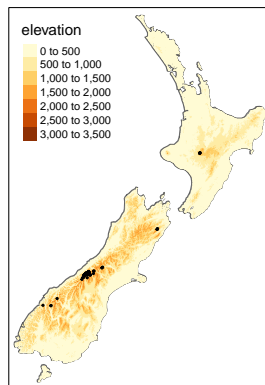 elevation
0 to 500
500 to 1,000
1,000 to 1,500
1,500 to 2,000
2,000 to 2,500
2,500 to 3,000
3,000 to 3,500